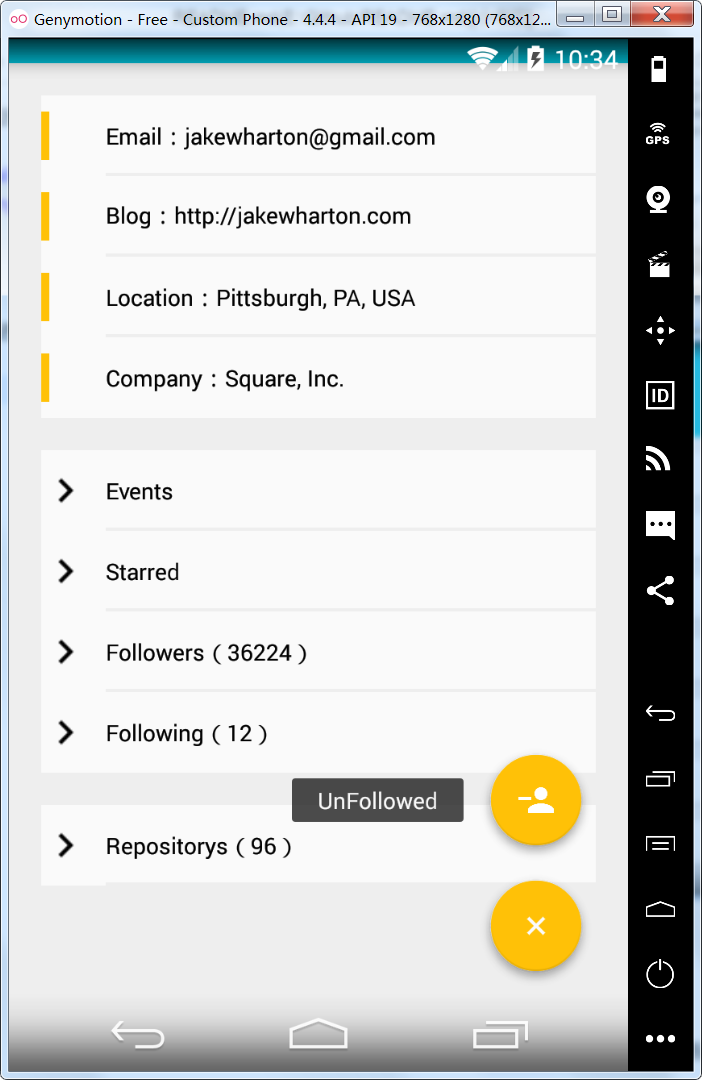 Genymotion - Free - Custom Phone - 4.4.4 - API 19 - 768x1280 (768x12...
10:34
GPS
Email : jakewharton@gmail.com
Blog : http://jakewharton.com
Location : Pittsburgh, PA, USA
ID
Company : Square, Inc.
Events
Starred
Followers ( 36224 )
Following ( 12 )
UnFollowed
Repositorys ( 96 )